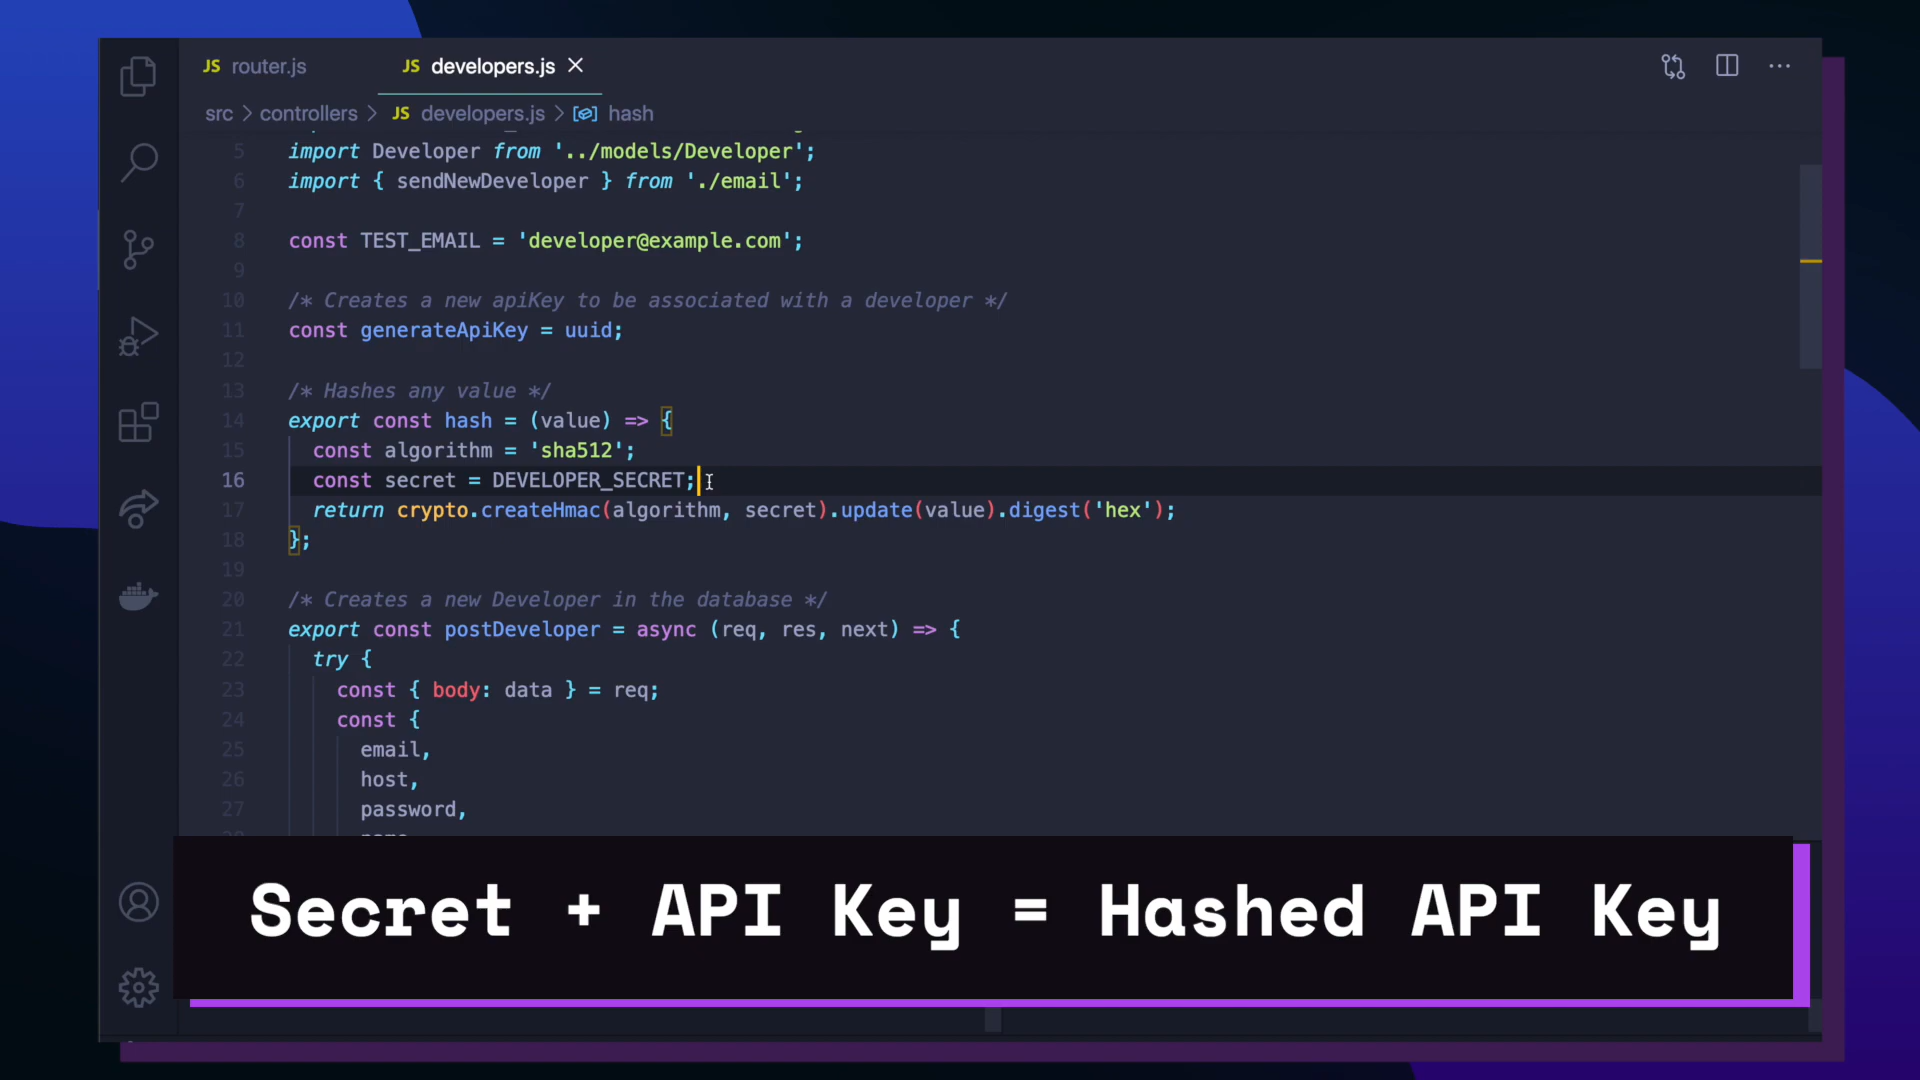 JS router.js
JS developers.js
src > controllers > JS developers.js > hash
5 import Developer from '../models/Developer';
6 import { sendNewDeveloper } from './email';
7
8 const TEST_EMAIL = 'developer@example.com';
9
10 /* Creates a new apiKey to be associated with a developer */
11 const generateApiKey = uuid;
12
13 /* Hashes any value */
14 export const hash = (value) => {
15 const algorithm = 'sha512';
16 const secret = DEVELOPER_SECRET;
17 return crypto.createHmac(algorithm, secret).update(value).digest('hex');
18 };
19
20 /* Creates a new Developer in the database */
21 export const postDeveloper = async (req, res, next) => {
22 try {
23 const { body: data } = req;
24 const {
25 email,
26 host,
27 password,
Secret + API Key = Hashed API Key